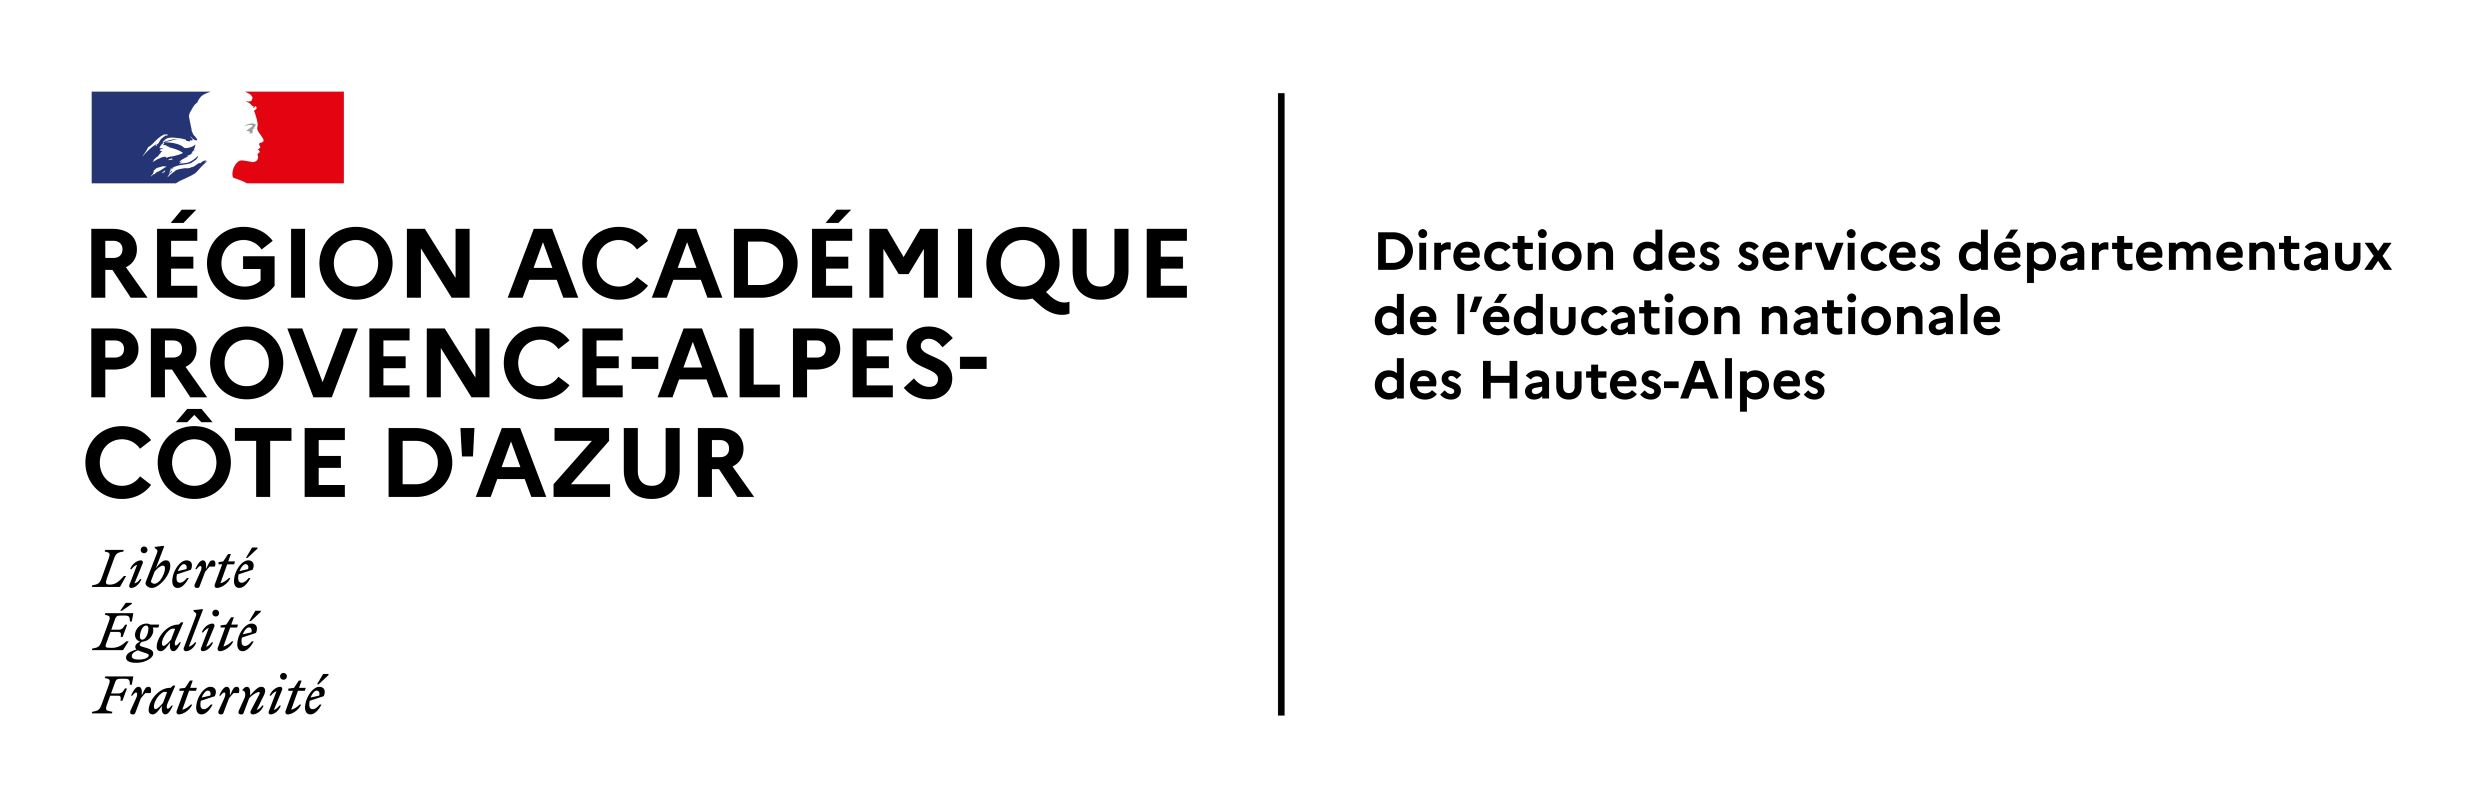 RÉGION ACADÉMIQUE
PROVENCE-ALPES-
CÔTE D'AZUR
Liberté
Égalité
Fraternité
Direction des services départementaux
de l’éducation nationale
des Hautes-Alpes